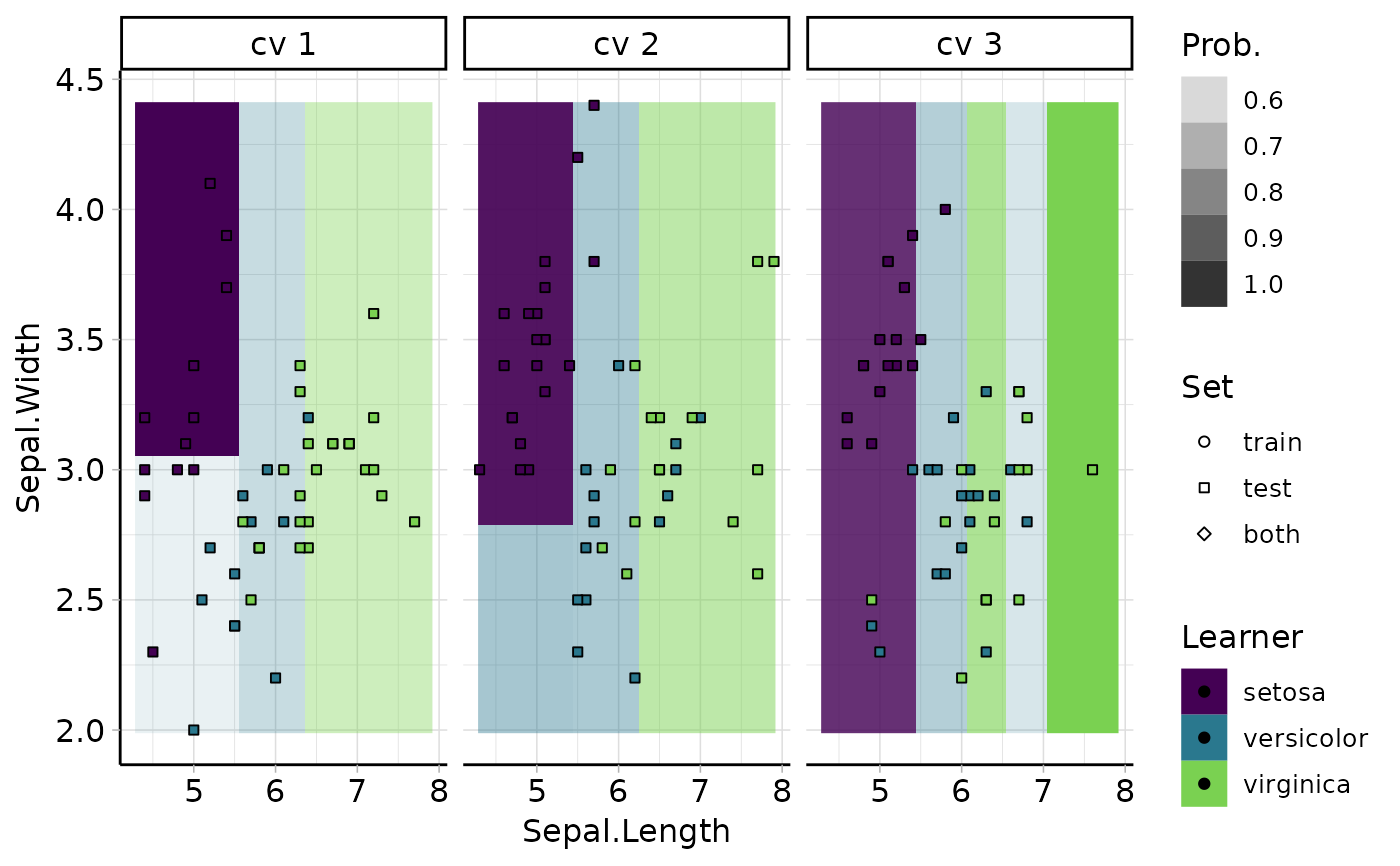 cv 1
cv 2
cv 3
4.5
4.0
3.5
3.0
2.5
2.0
Sepal.Width
5 6 7 8
5 6 7 8
5 6 7 8
Sepal.Length
Prob.
0.6
0.7
0.8
0.9
1.0
Set
train
test
both
Learner
setosa
versicolor
virginica